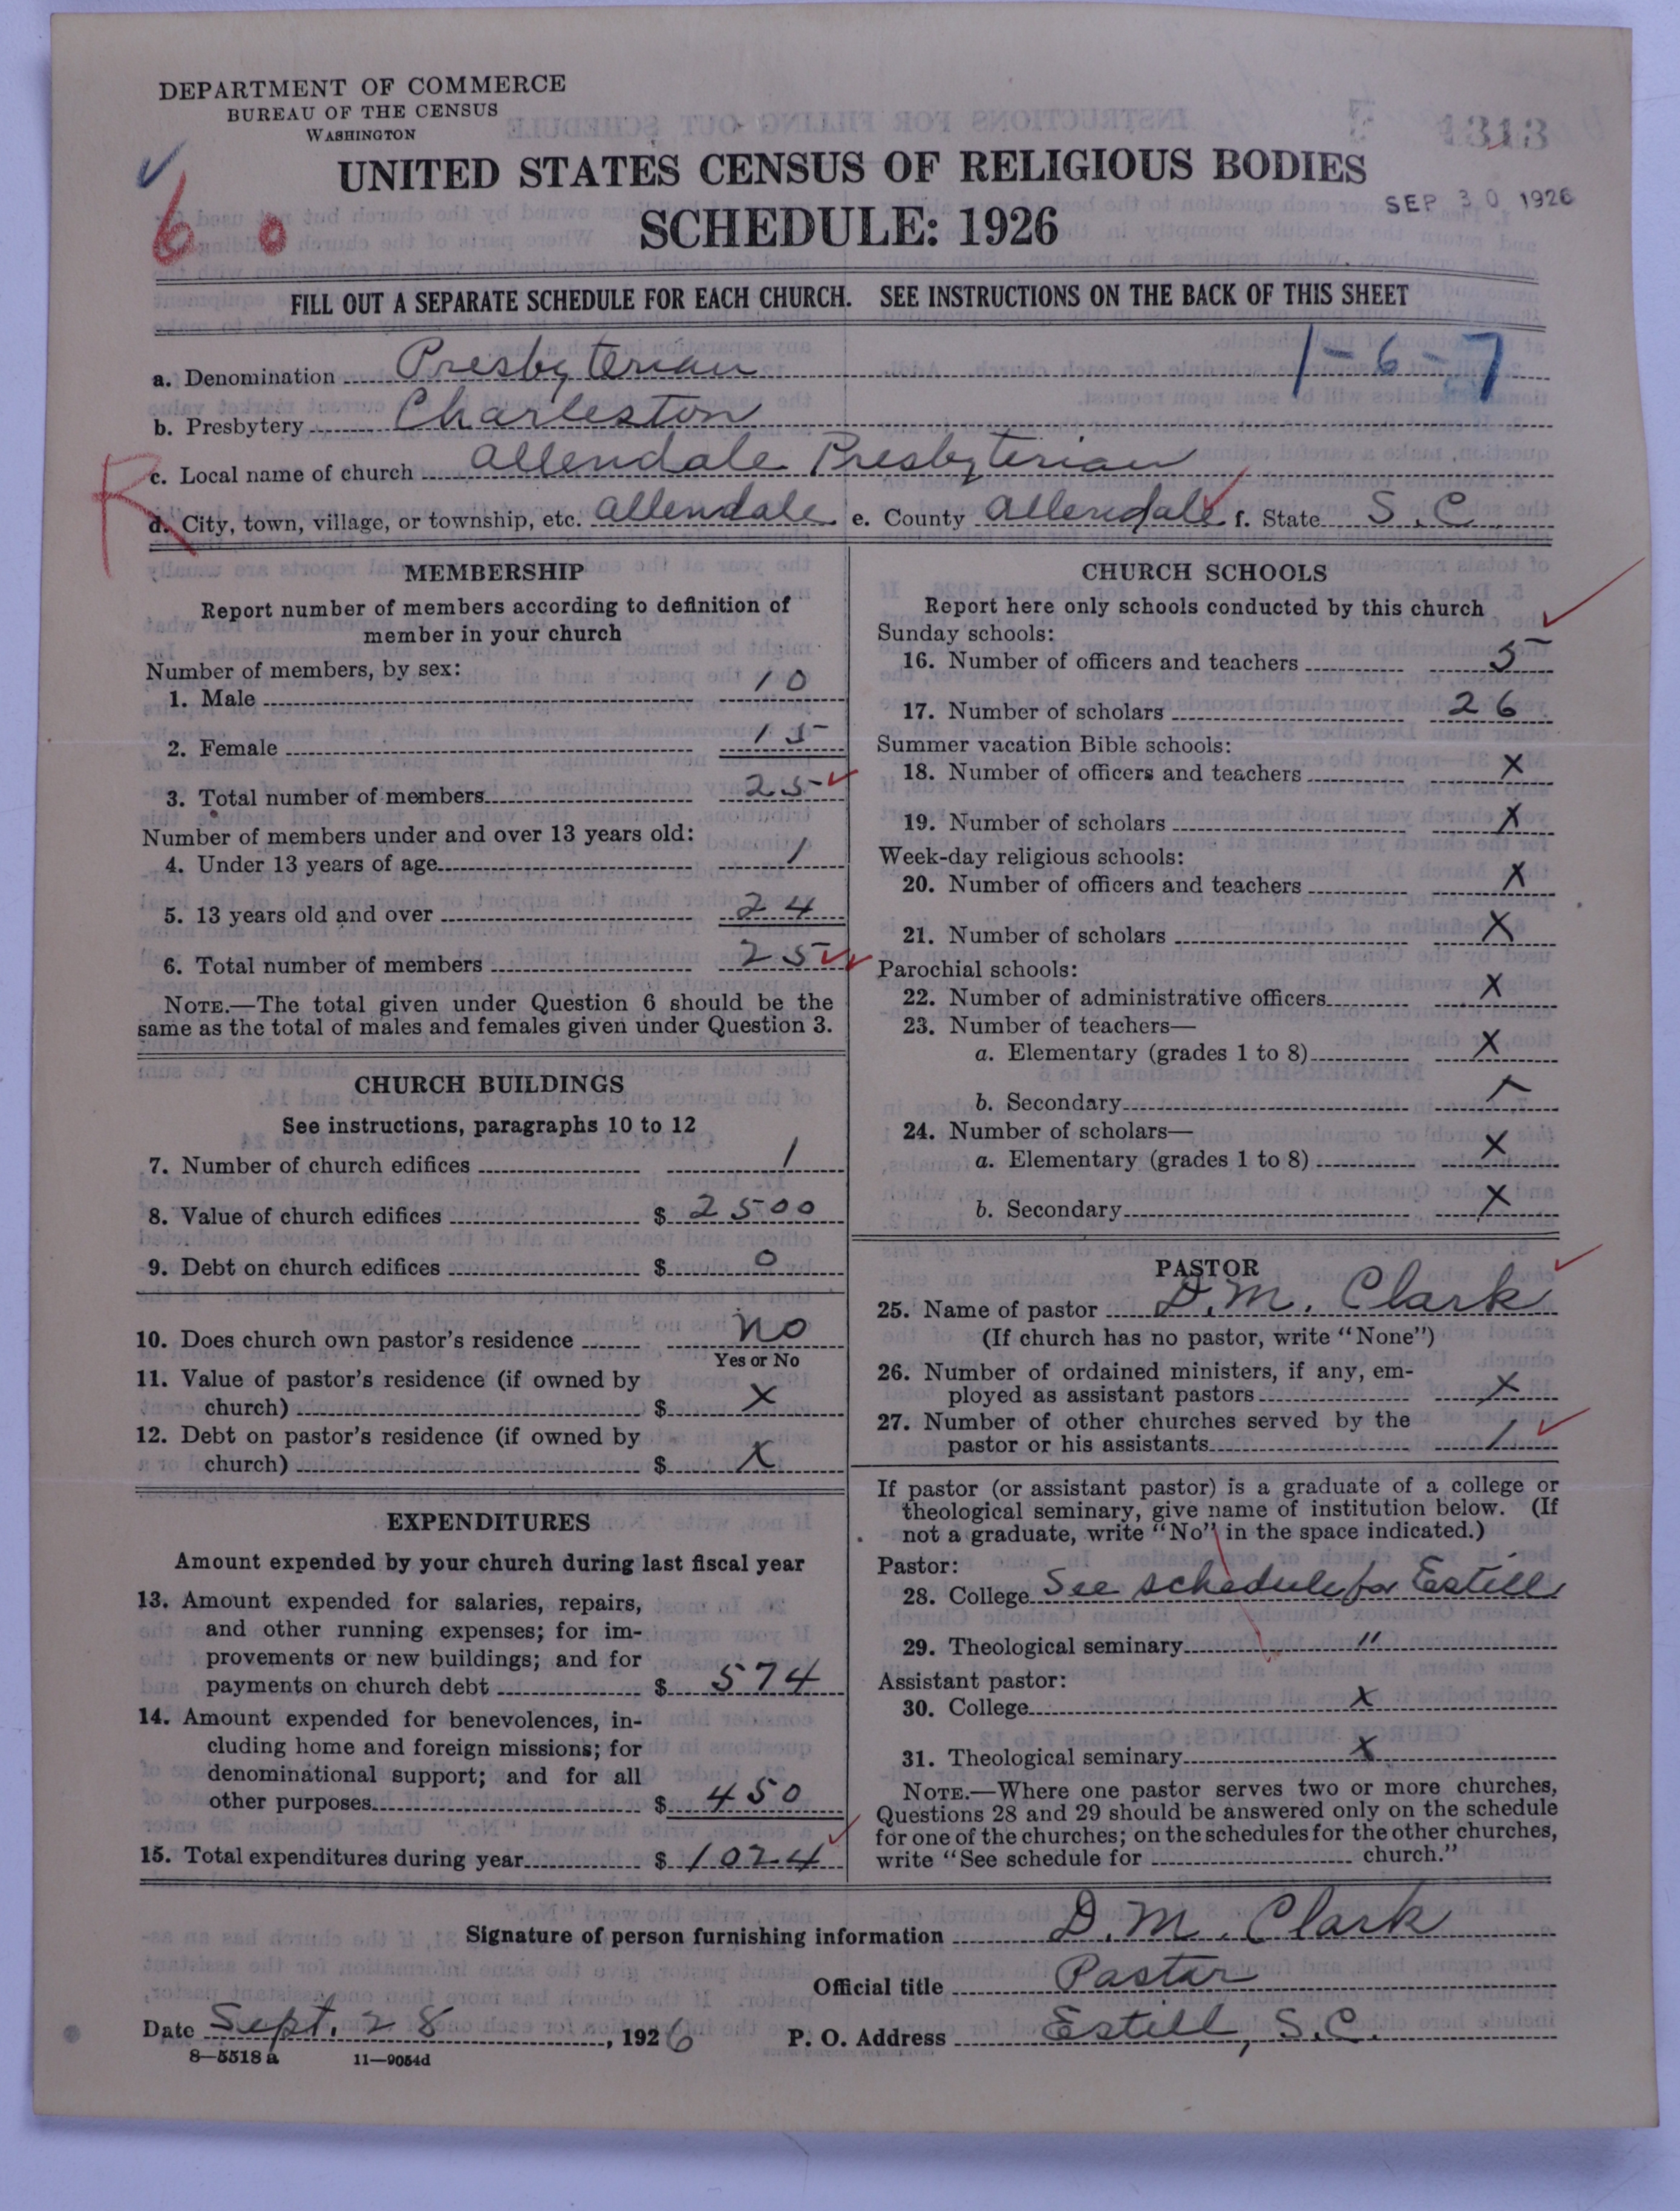 DEPARTMENT OF COMMERCE
BUREAU OF THE CENSUS
WASHINGTON
1313
UNITED STATES CENSUS OF RELIGIOUS BODIES
SCHEDULE: 1926
SEP 30 1926
6 0
FILL OUT A SEPARATE SCHEDULE FOR EACH CHURCH. SEE INSTRUCTIONS ON THE BACK OF THIS SHEET
a. Denomination Presbyterian 1-6-7
b. Presbytery Charleston
R
c. Local name of church Allendale Presbyterian
d. City, town, village, or township, etc. Allendale e. County Allendale f. State S.C.
MEMBERSHIP
Report number of members according to definition of
member in your church
Number of members, by sex:
1. Male 10
2. Female 15
3. Total number of members 25
Number of members under and over 13 years old:
4. Under 13 years of age 1
5. 13 years old and over 24
6. Total number of members 25
NOTE.—The total given under Question 6 should be the
same as the total of males and females given under Question 3.
CHURCH BUILDINGS
See instructions, paragraphs 10 to 12
7. Number of church edifices 1
8. Value of church edifices $ 2500
9. Debt on church edifices $ 0
10. Does church own pastor's residence No
Yes or No
11. Value of pastor's residence (if owned by
church) $ X
12. Debt on pastor's residence (if owned by
church) $ X
EXPENDITURES
Amount expended by your church during last fiscal year
13. Amount expended for salaries, repairs,
and other running expenses; for im-
provements or new buildings; and for
payments on church debt $ 574
14. Amount expended for benevolences, in-
cluding home and foreign missions; for
denominational support; and for all
other purposes $ 450
15. Total expenditures during year $ 1024
CHURCH SCHOOLS
Report here only schools conducted by this church
Sunday schools:
16. Number of officers and teachers 5
17. Number of scholars 26
Summer vacation Bible schools:
18. Number of officers and teachers X
19. Number of scholars X
Week-day religious schools:
20. Number of officers and teachers X
21. Number of scholars X
Parochial schools:
22. Number of administrative officers X
23. Number of teachers—
a. Elementary (grades 1 to 8) X
b. Secondary X
24. Number of scholars—
a. Elementary (grades 1 to 8) X
b. Secondary X
PASTOR
25. Name of pastor D. M. Clark
(If church has no pastor, write "None")
26. Number of ordained ministers, if any, em-
ployed as assistant pastors X
27. Number of other churches served by the
pastor or his assistants 1
If pastor (or assistant pastor) is a graduate of a college or
theological seminary, give name of institution below. (If
not a graduate, write "No" in the space indicated.)
Pastor:
28. College See schedule for Estill
29. Theological seminary "
Assistant pastor:
30. College X
31. Theological seminary X
NOTE.—Where one pastor serves two or more churches,
Questions 28 and 29 should be answered only on the schedule
for one of the churches; on the schedules for the other churches,
write "See schedule for church."
Signature of person furnishing information D. M. Clark
Official title Pastor
Date Sept. 28, 1926 P. O. Address Estill, S.C.
8—5518 a 11—9054d